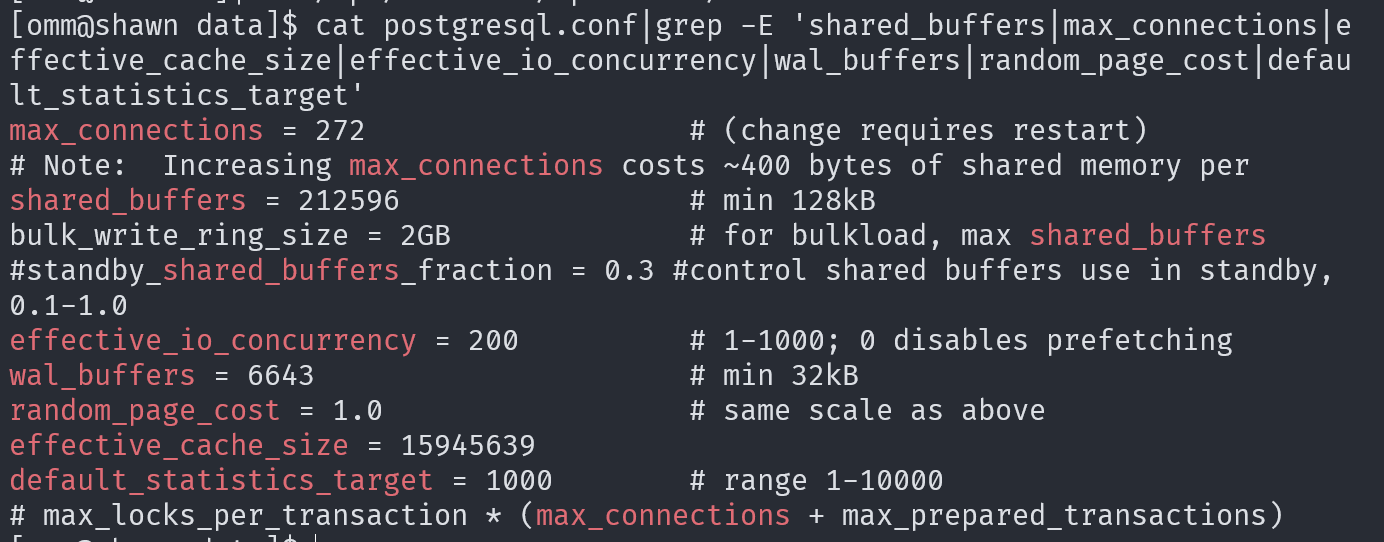 [omm@shawn data]$ cat postgresql.conf|grep -E 'shared_buffers|max_connections|e
ffective_cache_size|effective_io_concurrency|wal_buffers|random_page_cost|defau
lt_statistics_target'
max_connections = 272                   # (change requires restart)
# Note:  Increasing max_connections costs ~400 bytes of shared memory per
shared_buffers = 212596                 # min 128kB
bulk_write_ring_size = 2GB              # for bulkload, max shared_buffers
#standby_shared_buffers_fraction = 0.3 #control shared buffers use in standby,
0.1-1.0
effective_io_concurrency = 200          # 1-1000; 0 disables prefetching
wal_buffers = 6643                      # min 32kB
random_page_cost = 1.0                  # same scale as above
effective_cache_size = 15945639
default_statistics_target = 1000        # range 1-10000
# max_locks_per_transaction * (max_connections + max_prepared_transactions)